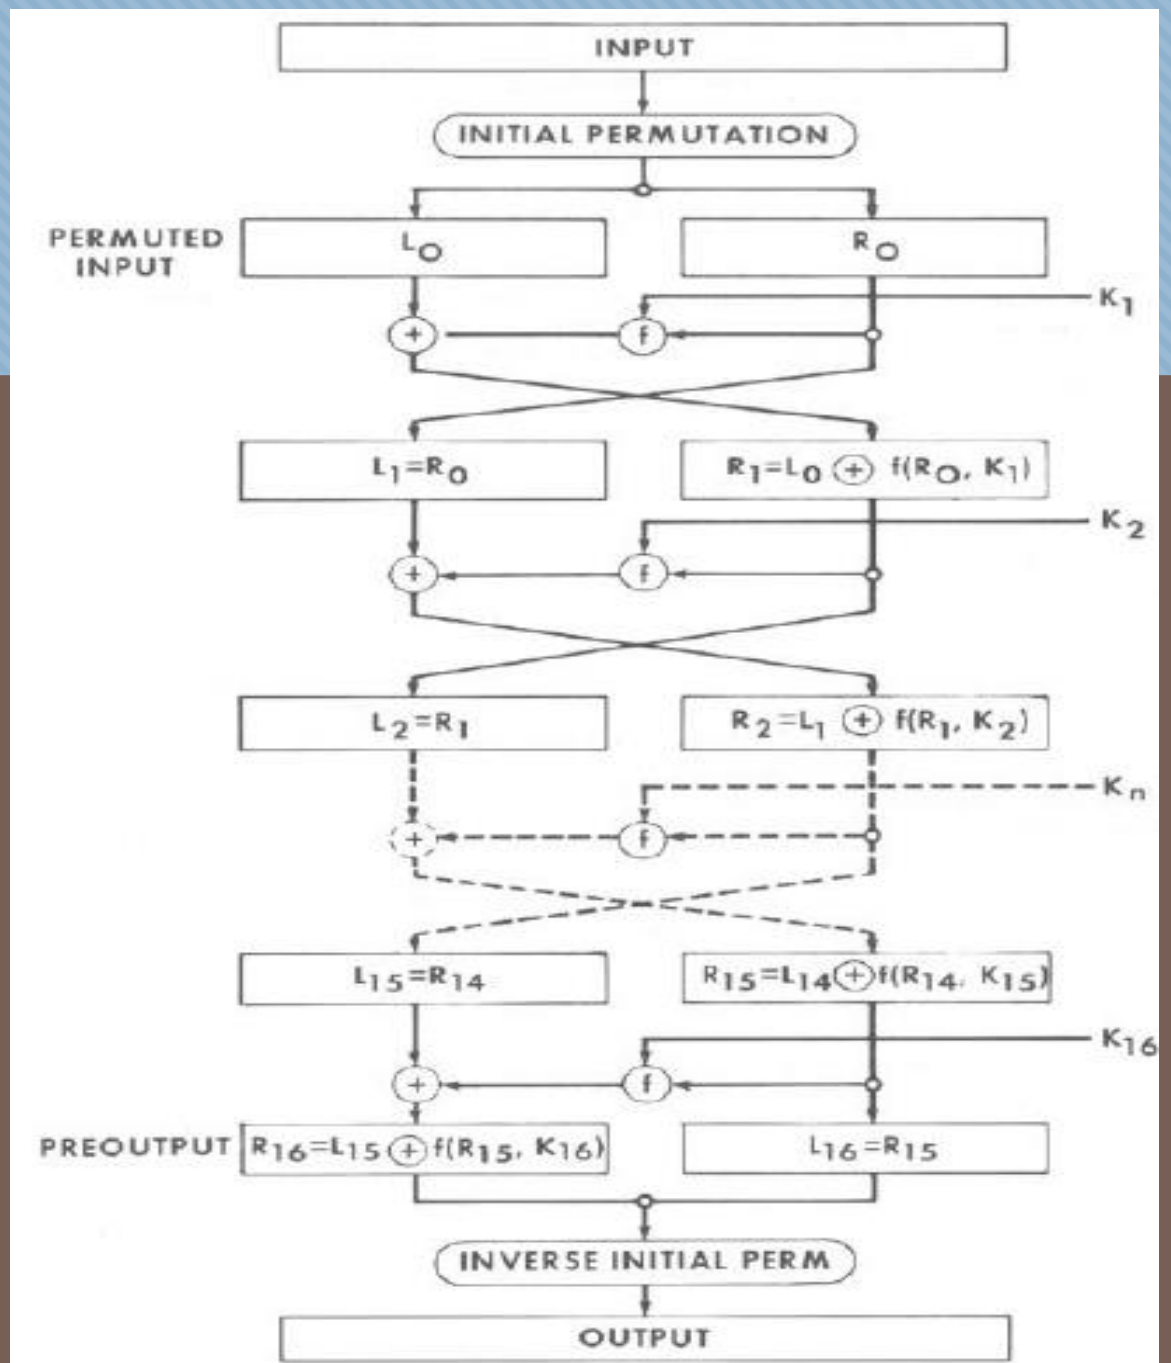 INPUT
INITIAL PERMUTATION
PERMUTED
INPUT
L₀
R₀
K₁
+
f
L₁=R₀
R₁=L₀ ⊕ f(R₀, K₁)
K₂
+
f
L₂=R₁
R₂=L₁ ⊕ f(R₁, K₂)
Kₙ
+
f
L₁₅=R₁₄
R₁₅=L₁₄⊕f(R₁₄, K₁₅)
K₁₆
+
f
PREOUTPUT
R₁₆=L₁₅⊕f(R₁₅, K₁₆)
L₁₆=R₁₅
INVERSE INITIAL PERM
OUTPUT